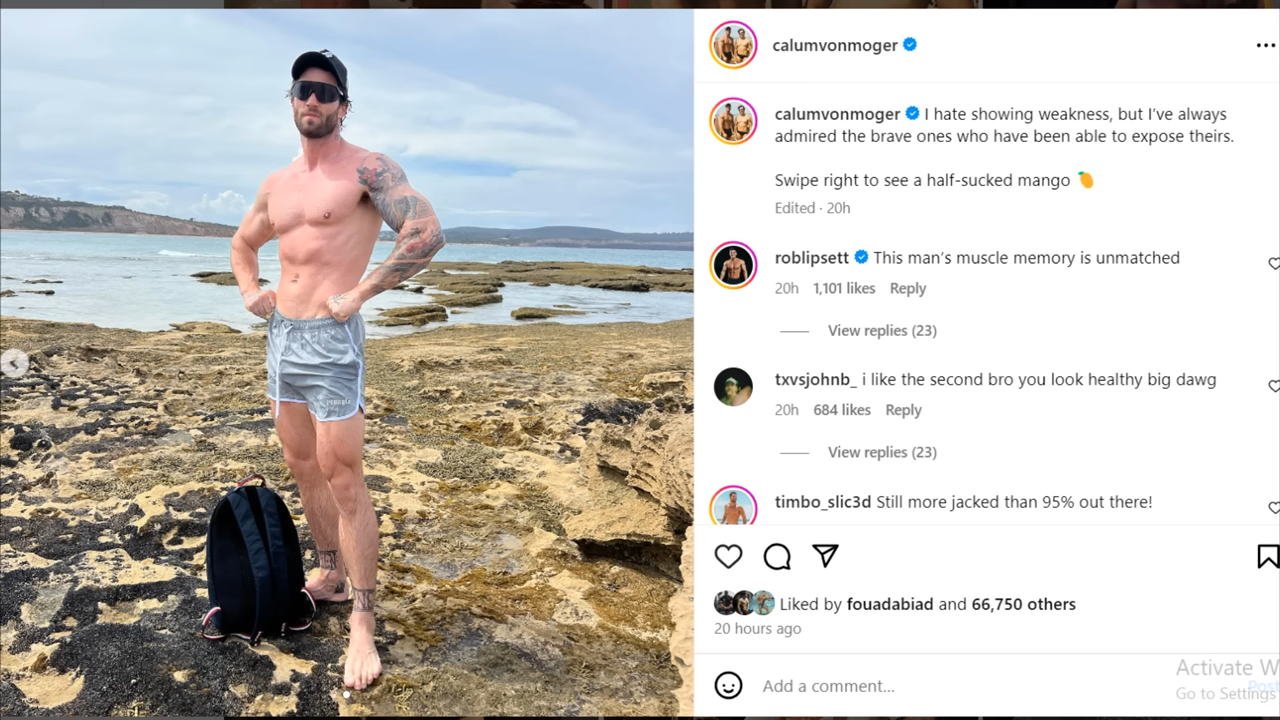 calumvonmoger
calumvonmoger I hate showing weakness, but I’ve always
admired the brave ones who have been able to expose theirs.
Swipe right to see a half-sucked mango 🥭
Edited · 20h
roblipsett This man’s muscle memory is unmatched
20h 1,101 likes Reply
View replies (23)
txvsjohnb_ i like the second bro you look healthy big dawg
20h 684 likes Reply
View replies (23)
timbo_slic3d Still more jacked than 95% out there!
Liked by fouadabiad and 66,750 others
20 hours ago
Add a comment...
Post
Activate W
Go to Settings